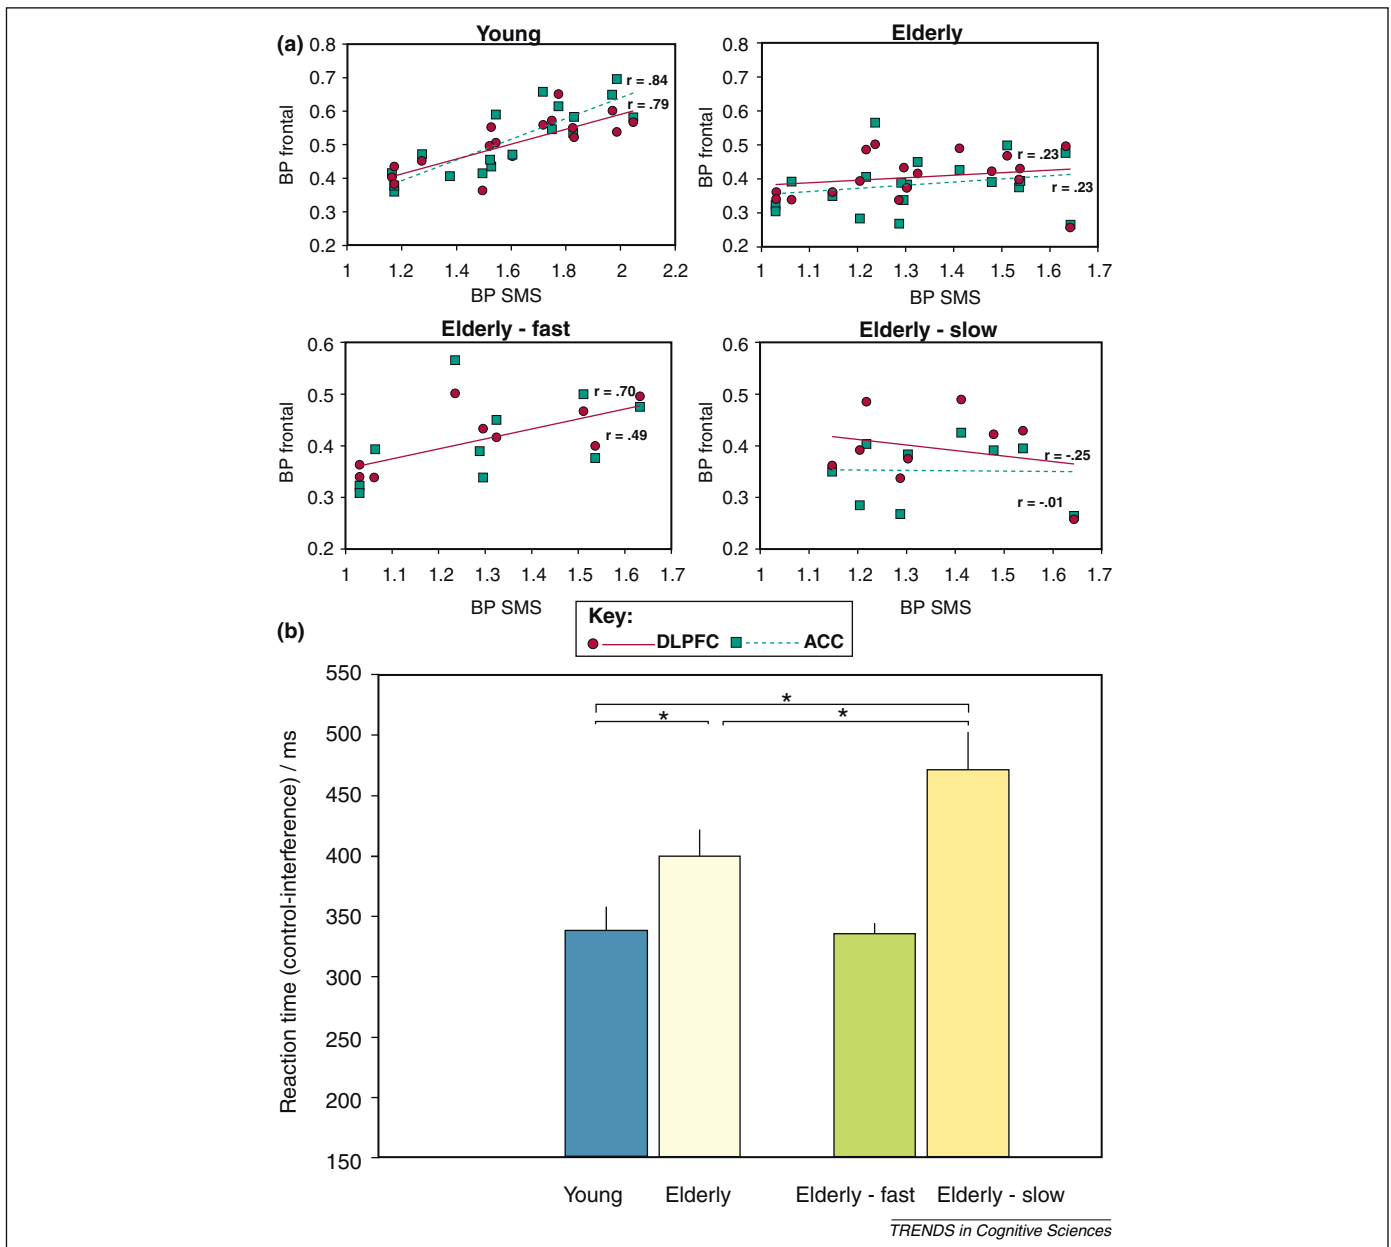 (a)
Young
0.8
0.7
0.6
0.5
0.4
0.3
0.2
BP frontal
r = .84
r = .79
1 1.2 1.4 1.6 1.8 2 2.2
BP SMS
Elderly
0.8
0.7
0.6
0.5
0.4
0.3
0.2
BP frontal
r = .23
r = .23
1 1.1 1.2 1.3 1.4 1.5 1.6 1.7
BP SMS
Elderly - fast
0.6
0.5
0.4
0.3
0.2
BP frontal
r = .70
r = .49
1 1.1 1.2 1.3 1.4 1.5 1.6 1.7
BP SMS
Elderly - slow
0.6
0.5
0.4
0.3
0.2
BP frontal
r = -.25
r = -.01
1 1.1 1.2 1.3 1.4 1.5 1.6 1.7
BP SMS
Key:
DLPFC ACC
(b)
550
500
450
400
350
300
250
200
150
Reaction time (control-interference) / ms
*
* *
Young Elderly Elderly - fast Elderly - slow
TRENDS in Cognitive Sciences